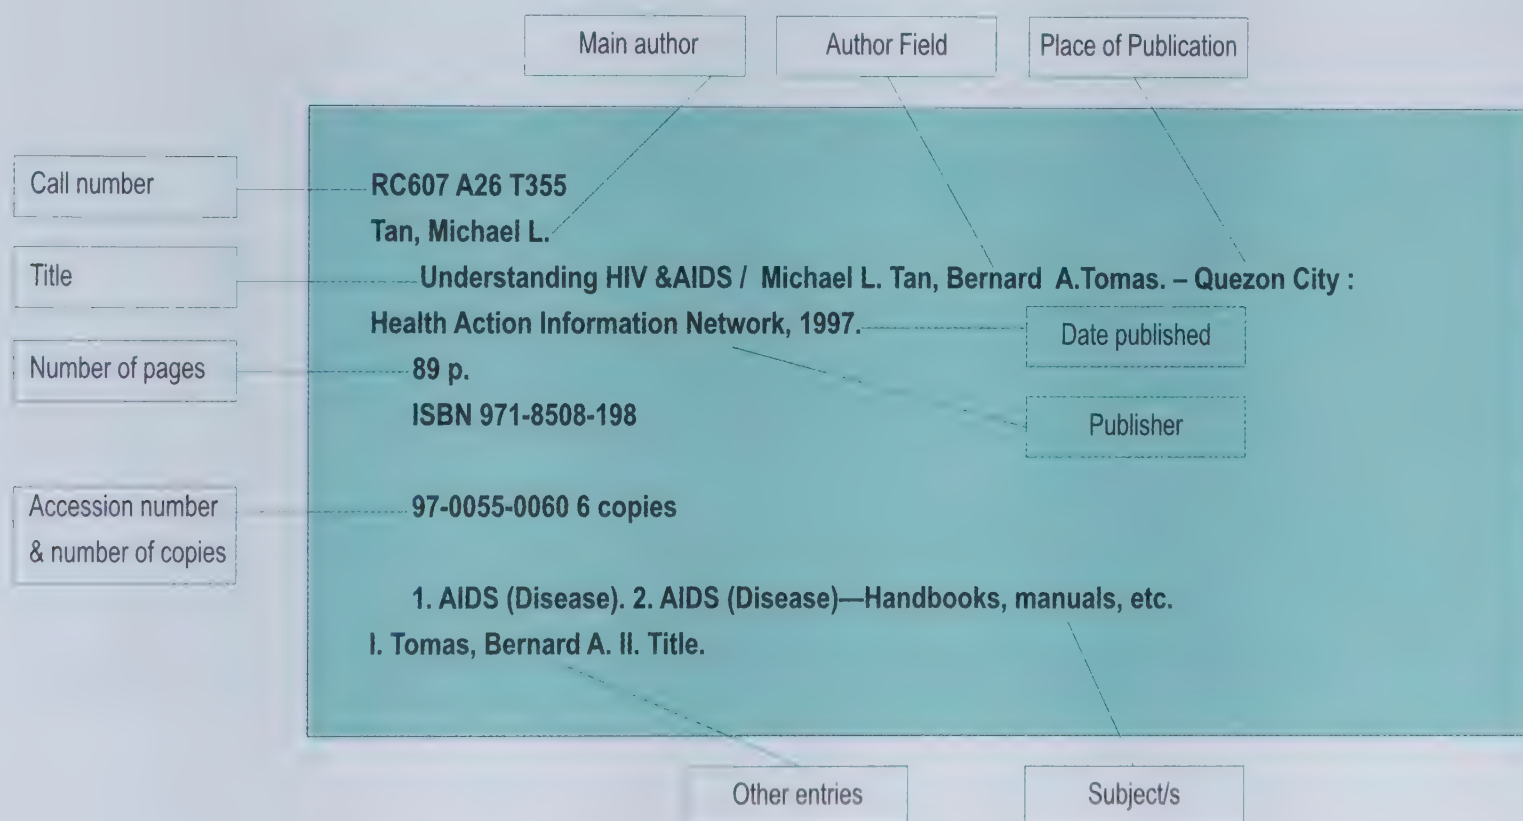 Main author
Author Field
Place of Publication
Call number
RC607 A26 T355
Tan, Michael L.
Title
Understanding HIV &AIDS / Michael L. Tan, Bernard A.Tomas. – Quezon City :
Health Action Information Network, 1997.
Date published
Number of pages
89 p.
ISBN 971-8508-198
Publisher
Accession number
& number of copies
97-0055-0060 6 copies
1. AIDS (Disease). 2. AIDS (Disease)—Handbooks, manuals, etc.
I. Tomas, Bernard A. II. Title.
Other entries
Subject/s